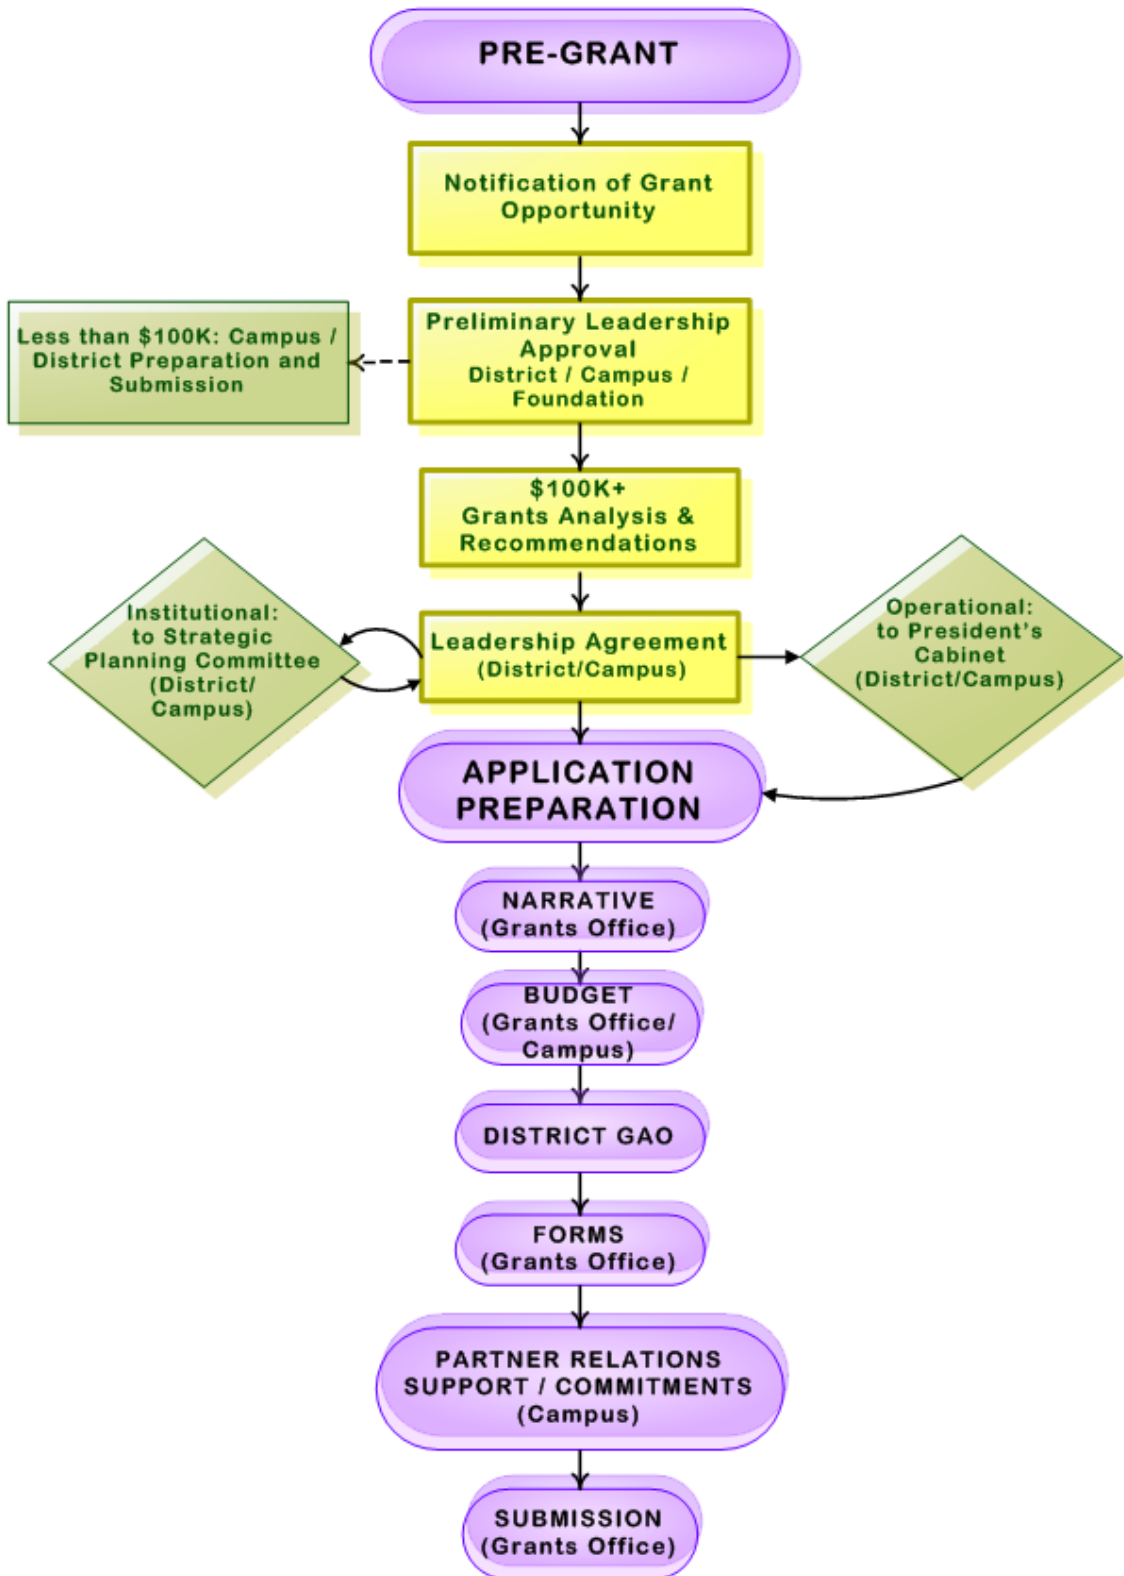 PRE-GRANT
Notification of Grant
Opportunity
Less than $100K: Campus /
District Preparation and
Submission
Preliminary Leadership
Approval
District / Campus /
Foundation
$100K+
Grants Analysis &
Recommendations
Institutional:
to Strategic
Planning Committee
(District/
Campus)
Leadership Agreement
(District/Campus)
Operational:
to President's
Cabinet
(District/Campus)
APPLICATION
PREPARATION
NARRATIVE
(Grants Office)
BUDGET
(Grants Office/
Campus)
DISTRICT GAO
FORMS
(Grants Office)
PARTNER RELATIONS
SUPPORT / COMMITMENTS
(Campus)
SUBMISSION
(Grants Office)